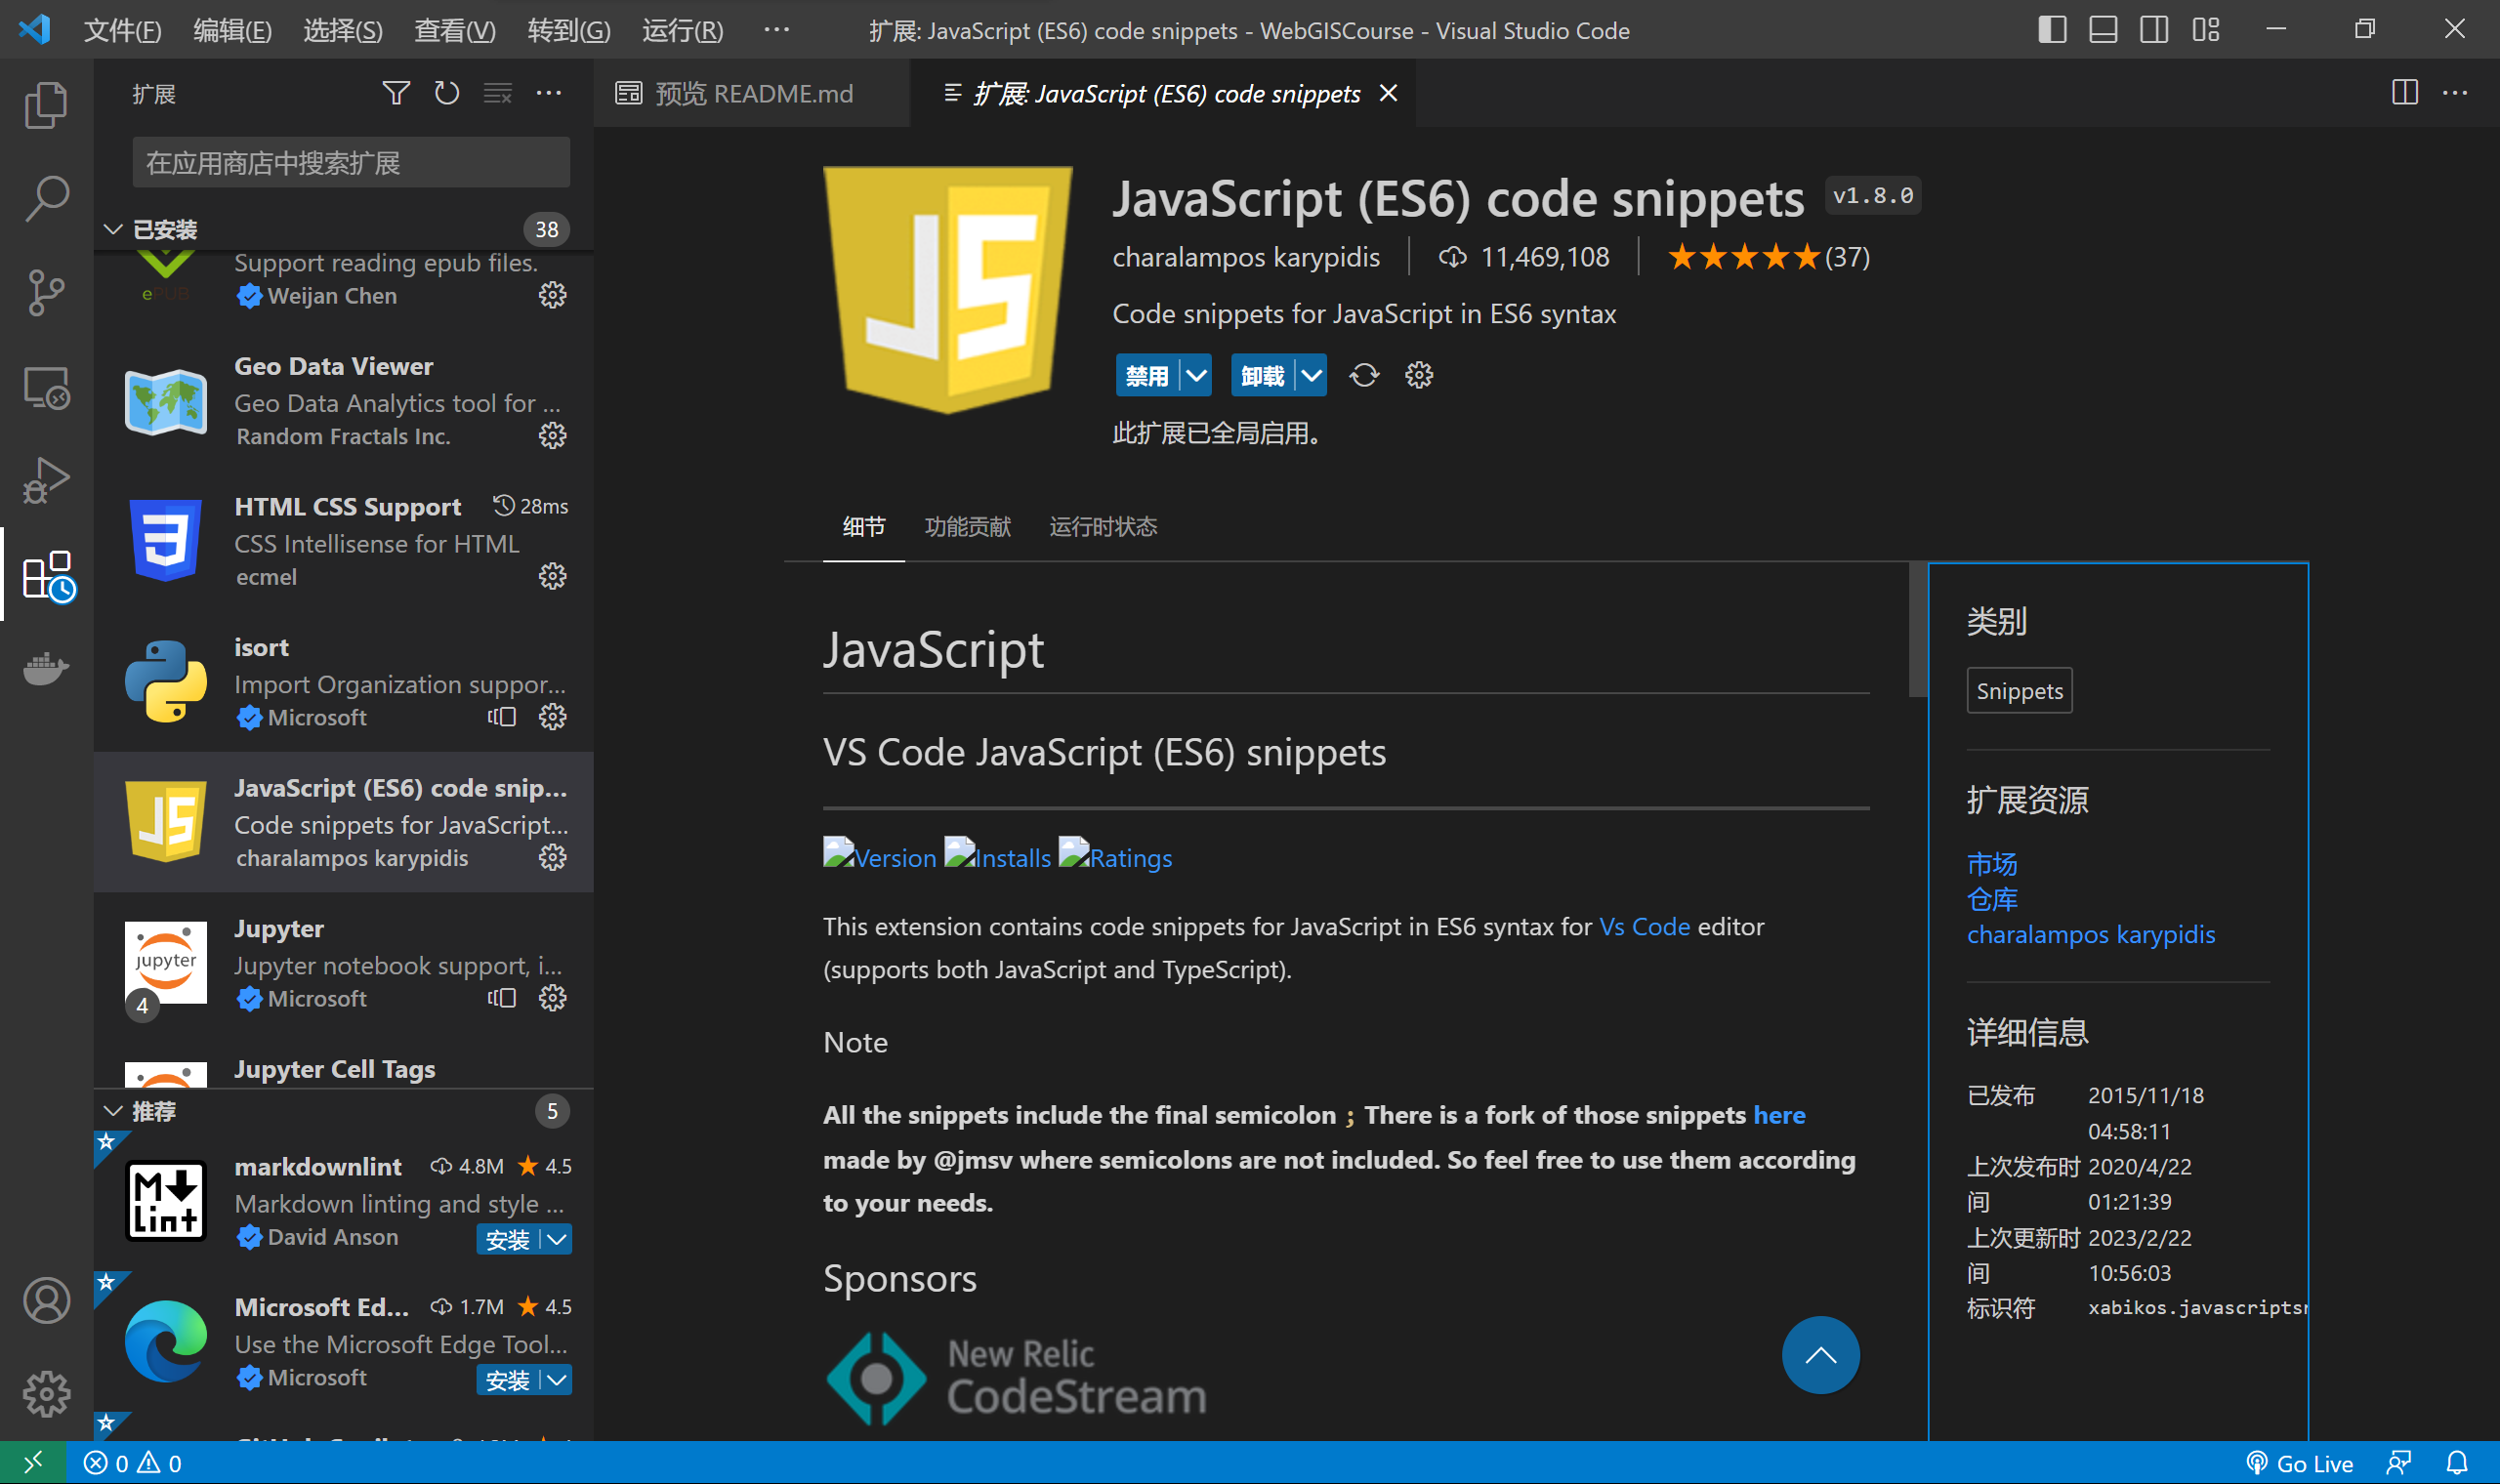 文件(F) 编辑(E) 选择(S) 查看(V) 转到(G) 运行(R) ··· 扩展: JavaScript (ES6) code snippets - WebGISCourse - Visual Studio Code
扩展
在应用商店中搜索扩展
已安装 38
ePUB
Support reading epub files.
Weijan Chen
Geo Data Viewer
Geo Data Analytics tool for ...
Random Fractals Inc.
HTML CSS Support 28ms
CSS Intellisense for HTML
ecmel
isort
Import Organization suppor...
Microsoft
JS
JavaScript (ES6) code snip...
Code snippets for JavaScript...
charalampos karypidis
jupyter
4
Jupyter
Jupyter notebook support, i...
Microsoft
Jupyter Cell Tags
推荐 5
M Lint
markdownlint 4.8M 4.5
Markdown linting and style ...
David Anson 安装
Microsoft Ed... 1.7M 4.5
Use the Microsoft Edge Tool...
Microsoft 安装
预览 README.md
扩展: JavaScript (ES6) code snippets
JS
JavaScript (ES6) code snippets v1.8.0
charalampos karypidis 11,469,108 (37)
Code snippets for JavaScript in ES6 syntax
禁用 卸载
此扩展已全局启用。
细节 功能贡献 运行时状态
JavaScript
VS Code JavaScript (ES6) snippets
Version Installs Ratings
This extension contains code snippets for JavaScript in ES6 syntax for Vs Code editor
(supports both JavaScript and TypeScript).
Note
All the snippets include the final semicolon ; There is a fork of those snippets here
made by @jmsv where semicolons are not included. So feel free to use them according
to your needs.
Sponsors
New Relic
CodeStream
类别
Snippets
扩展资源
市场
仓库
charalampos karypidis
详细信息
已发布 2015/11/18
04:58:11
上次发布时 2020/4/22
间 01:21:39
上次更新时 2023/2/22
间 10:56:03
标识符 xabikos.javascripts
0 0
Go Live